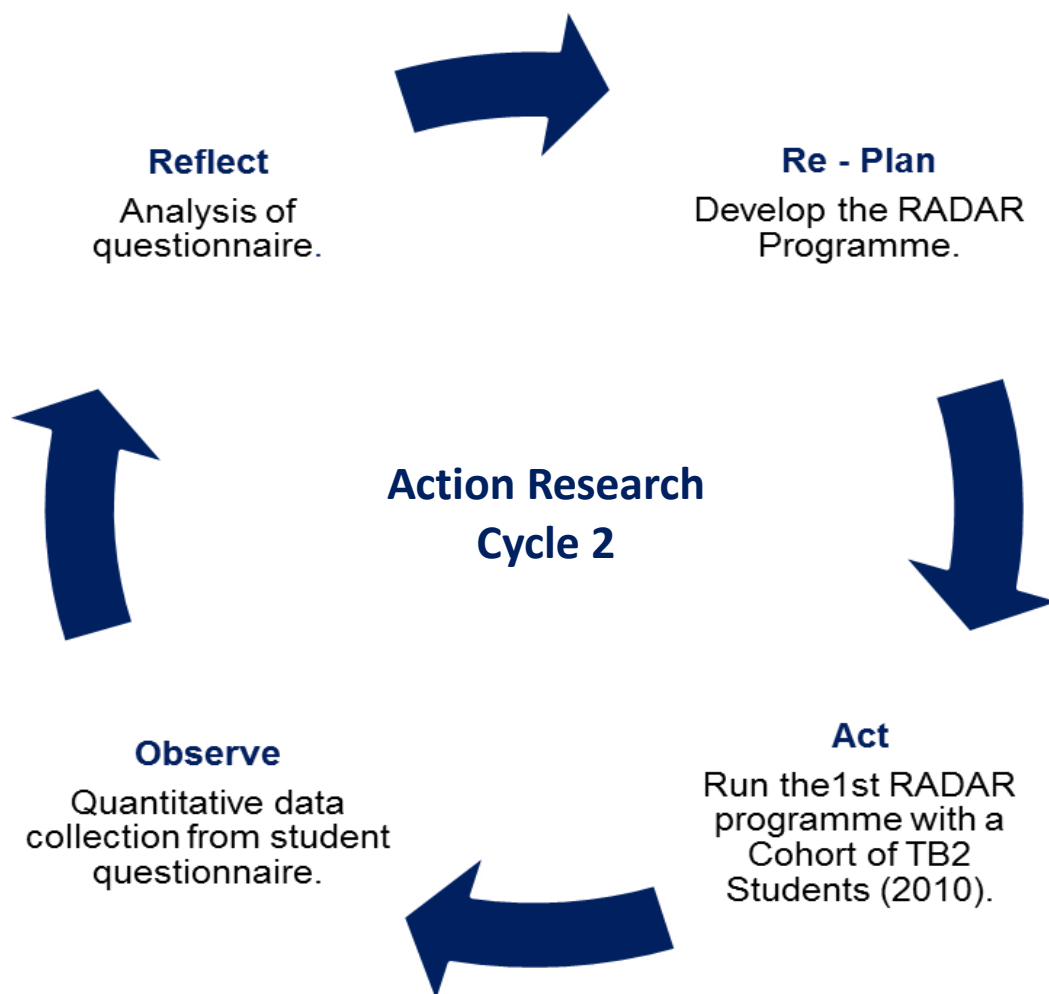 Reflect
Analysis of
questionnaire.
Re - Plan
Develop the RADAR
Programme.
Action Research
Cycle 2
Observe
Quantitative data
collection from student
questionnaire.
Act
Run the1st RADAR
programme with a
Cohort of TB2
Students (2010).